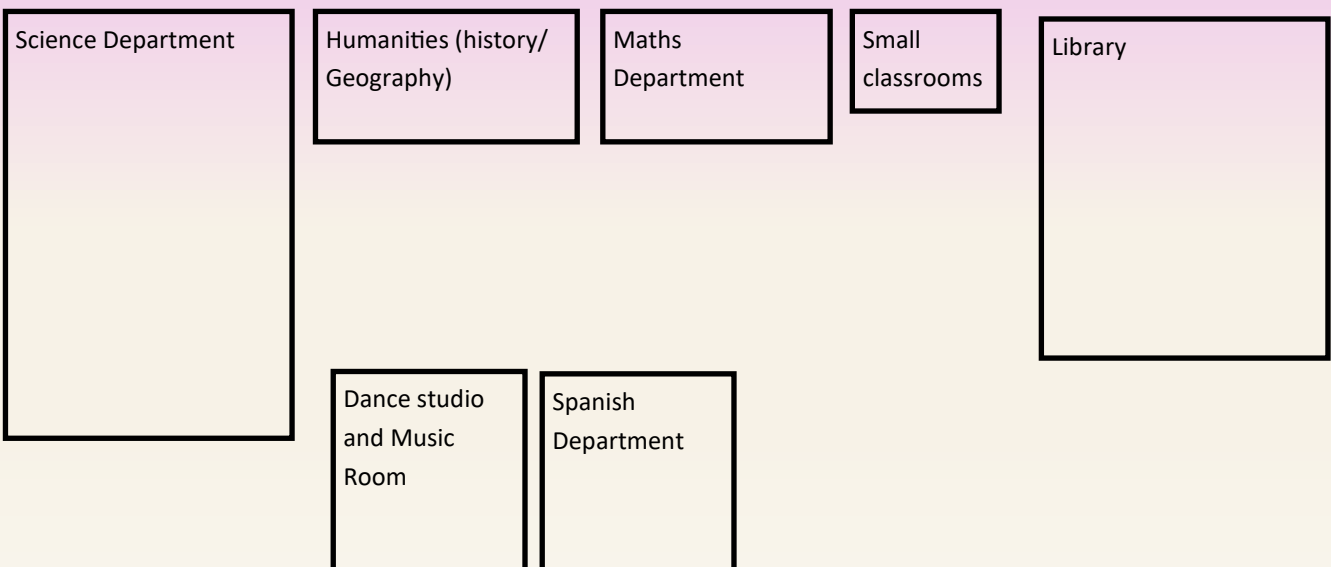 Science Department
Humanities (history/
Geography)
Maths
Department
Small
classrooms
Library
Dance studio
and Music
Room
Spanish
Department